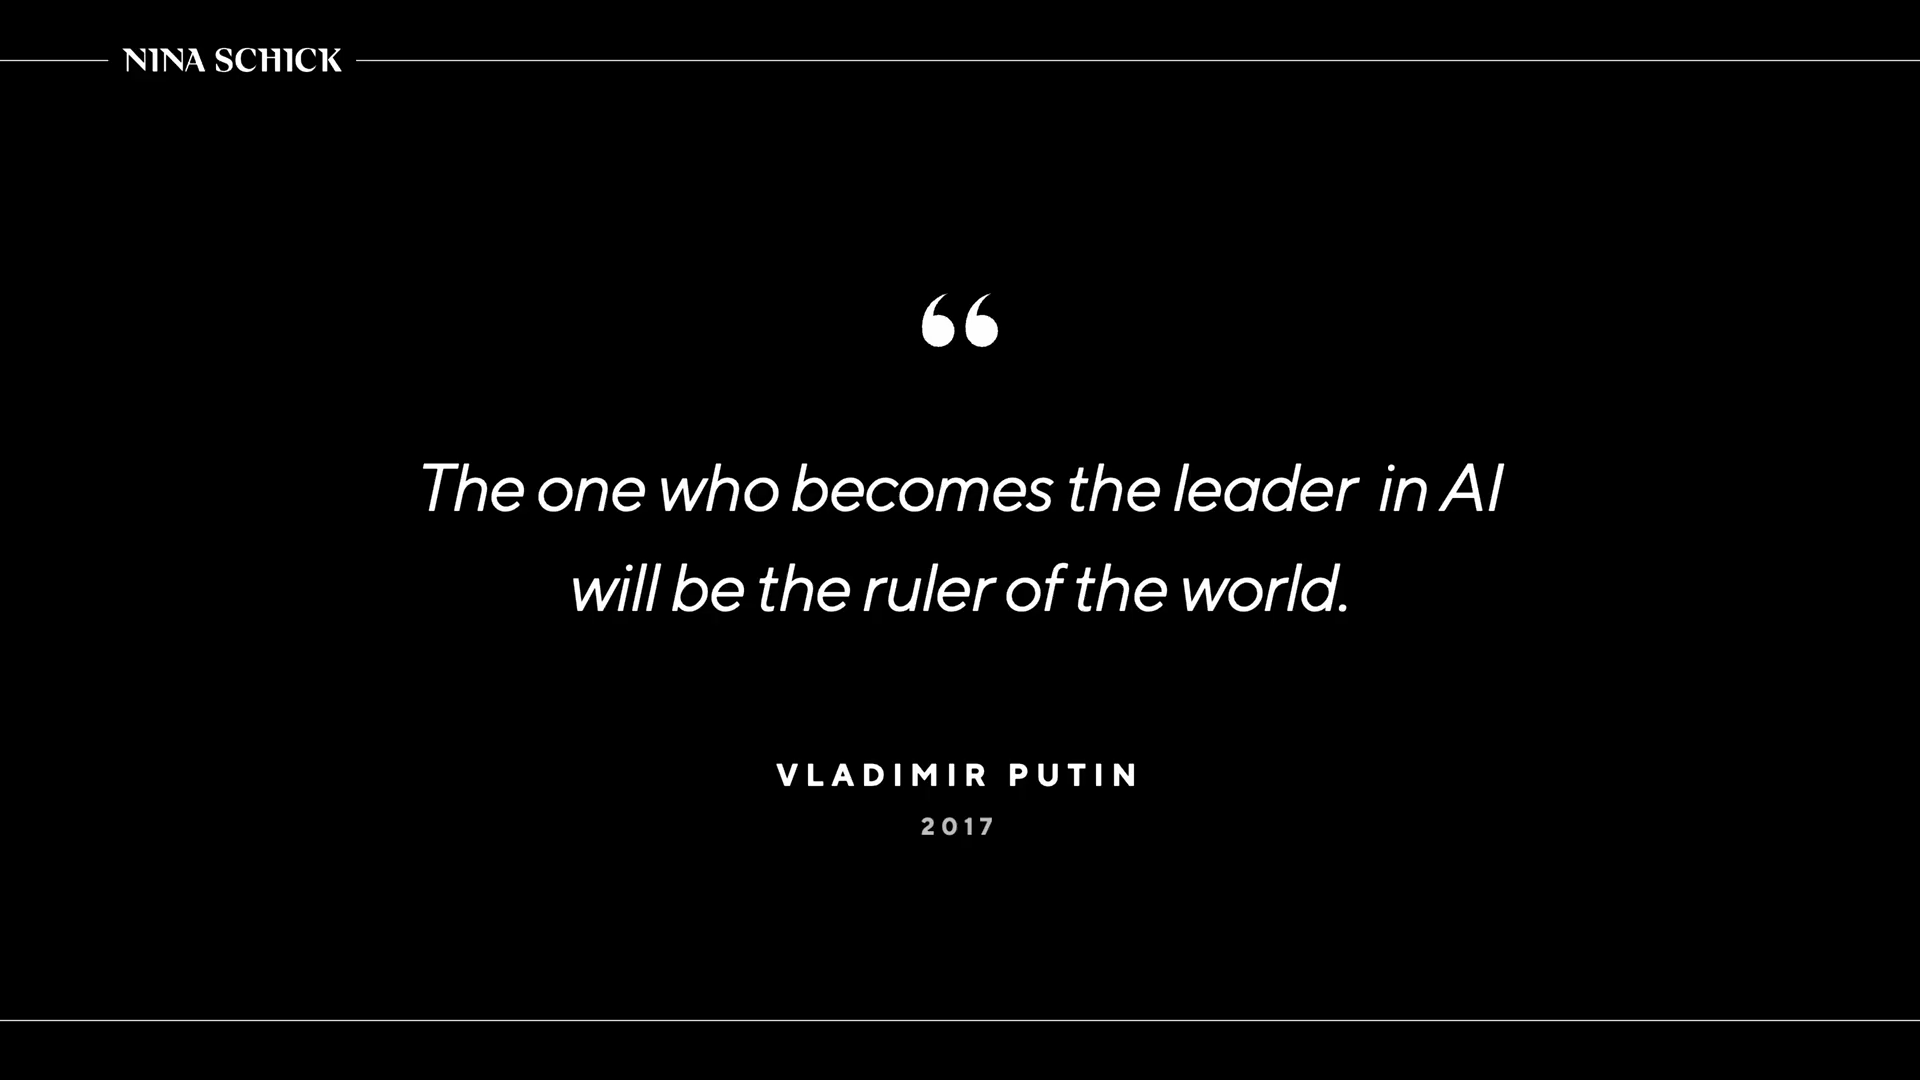 NINA SCHICK
“
The one who becomes the leader in AI
will be the ruler of the world.
VLADIMIR PUTIN
2017